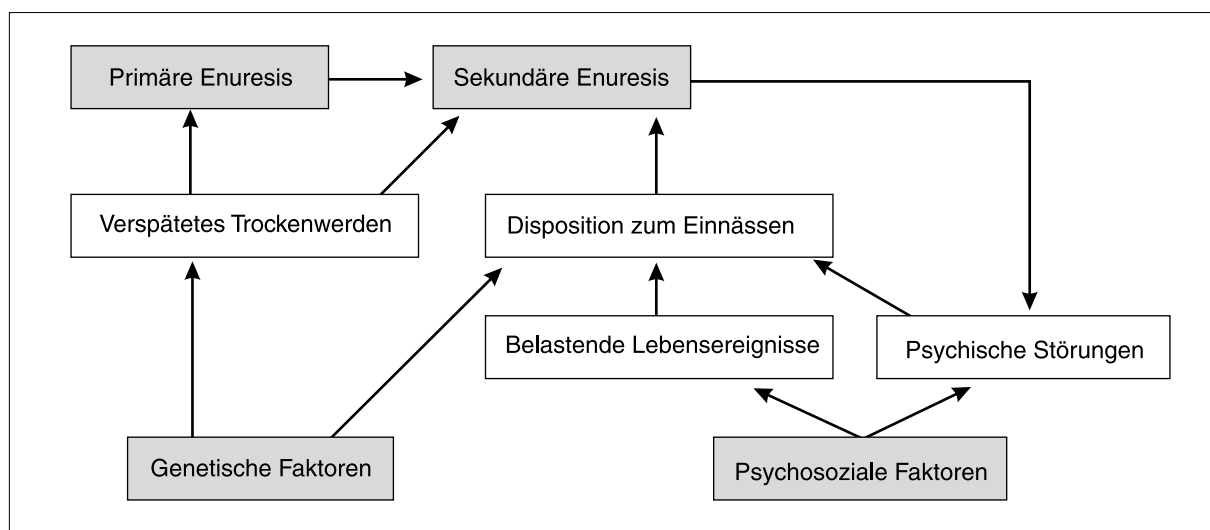 Primäre Enuresis
Sekundäre Enuresis
Verspätetes Trockenwerden
Disposition zum Einnässen
Belastende Lebensereignisse
Psychische Störungen
Genetische Faktoren
Psychosoziale Faktoren